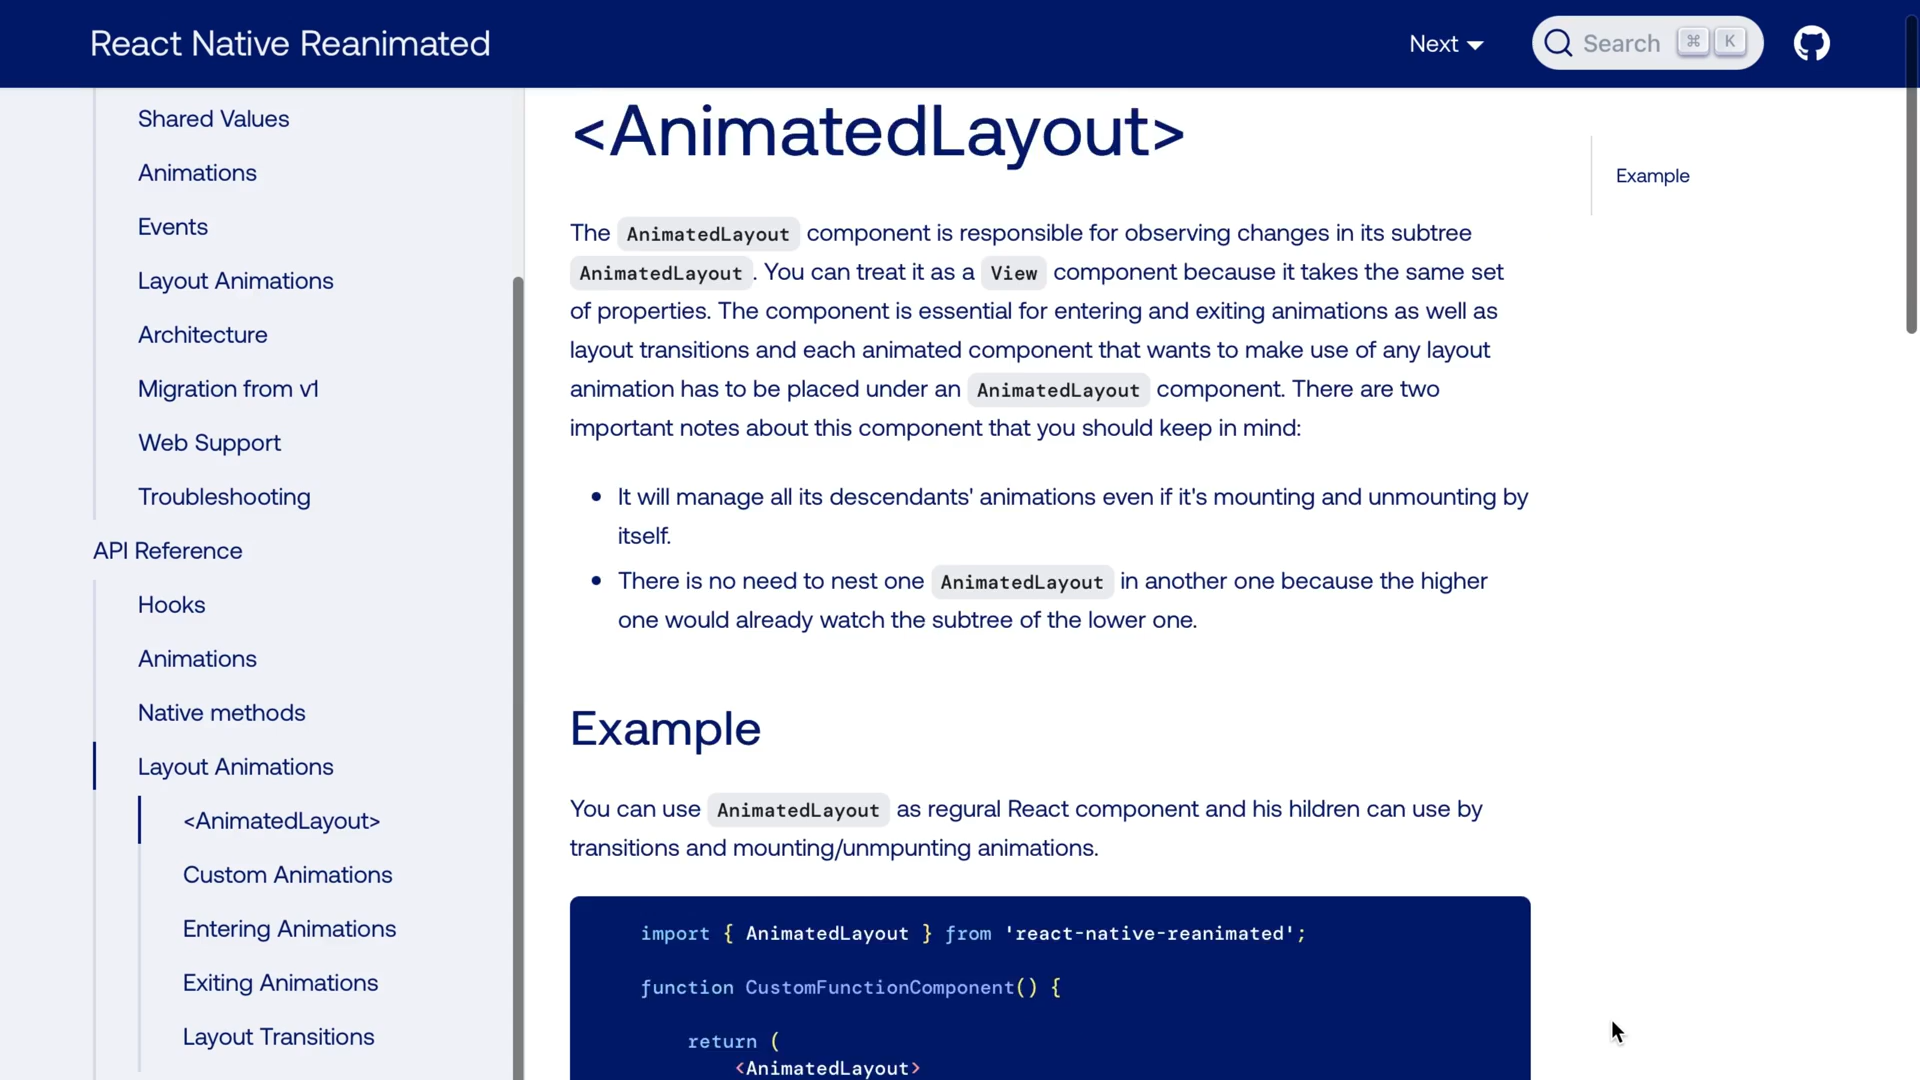 React Native Reanimated
Next
Search ⌘ K
Shared Values
Animations
Events
Layout Animations
Architecture
Migration from v1
Web Support
Troubleshooting
API Reference
Hooks
Animations
Native methods
Layout Animations
<AnimatedLayout>
Custom Animations
Entering Animations
Exiting Animations
Layout Transitions
<AnimatedLayout>
The AnimatedLayout component is responsible for observing changes in its subtree
AnimatedLayout. You can treat it as a View component because it takes the same set
of properties. The component is essential for entering and exiting animations as well as
layout transitions and each animated component that wants to make use of any layout
animation has to be placed under an AnimatedLayout component. There are two
important notes about this component that you should keep in mind:
• It will manage all its descendants' animations even if it's mounting and unmounting by
itself.
• There is no need to nest one AnimatedLayout in another one because the higher
one would already watch the subtree of the lower one.
Example
You can use AnimatedLayout as regural React component and his hildren can use by
transitions and mounting/unmpunting animations.
import { AnimatedLayout } from 'react-native-reanimated';
function CustomFunctionComponent() {
return (
<AnimatedLayout>
Example